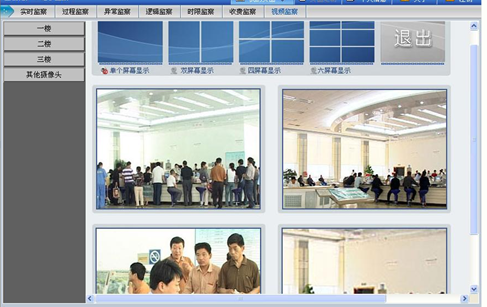 实时监察 过程监察 异常监察 逻辑监察 时限监察 收费监察 视频监察
一楼
二楼
三楼
其他摄像头
退出
单个屏幕显示 双屏幕显示 四屏幕显示 六屏幕显示